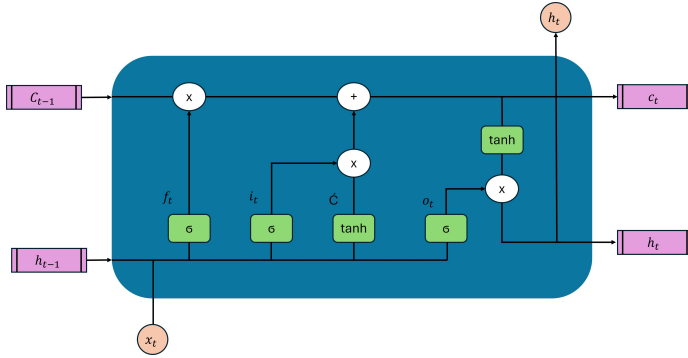 h_t
x
+
C_{t−1}
c_t
tanh
x
x
f_t
i_t
Ć
o_t
σ
σ
tanh
σ
h_{t−1}
h_t
x_t